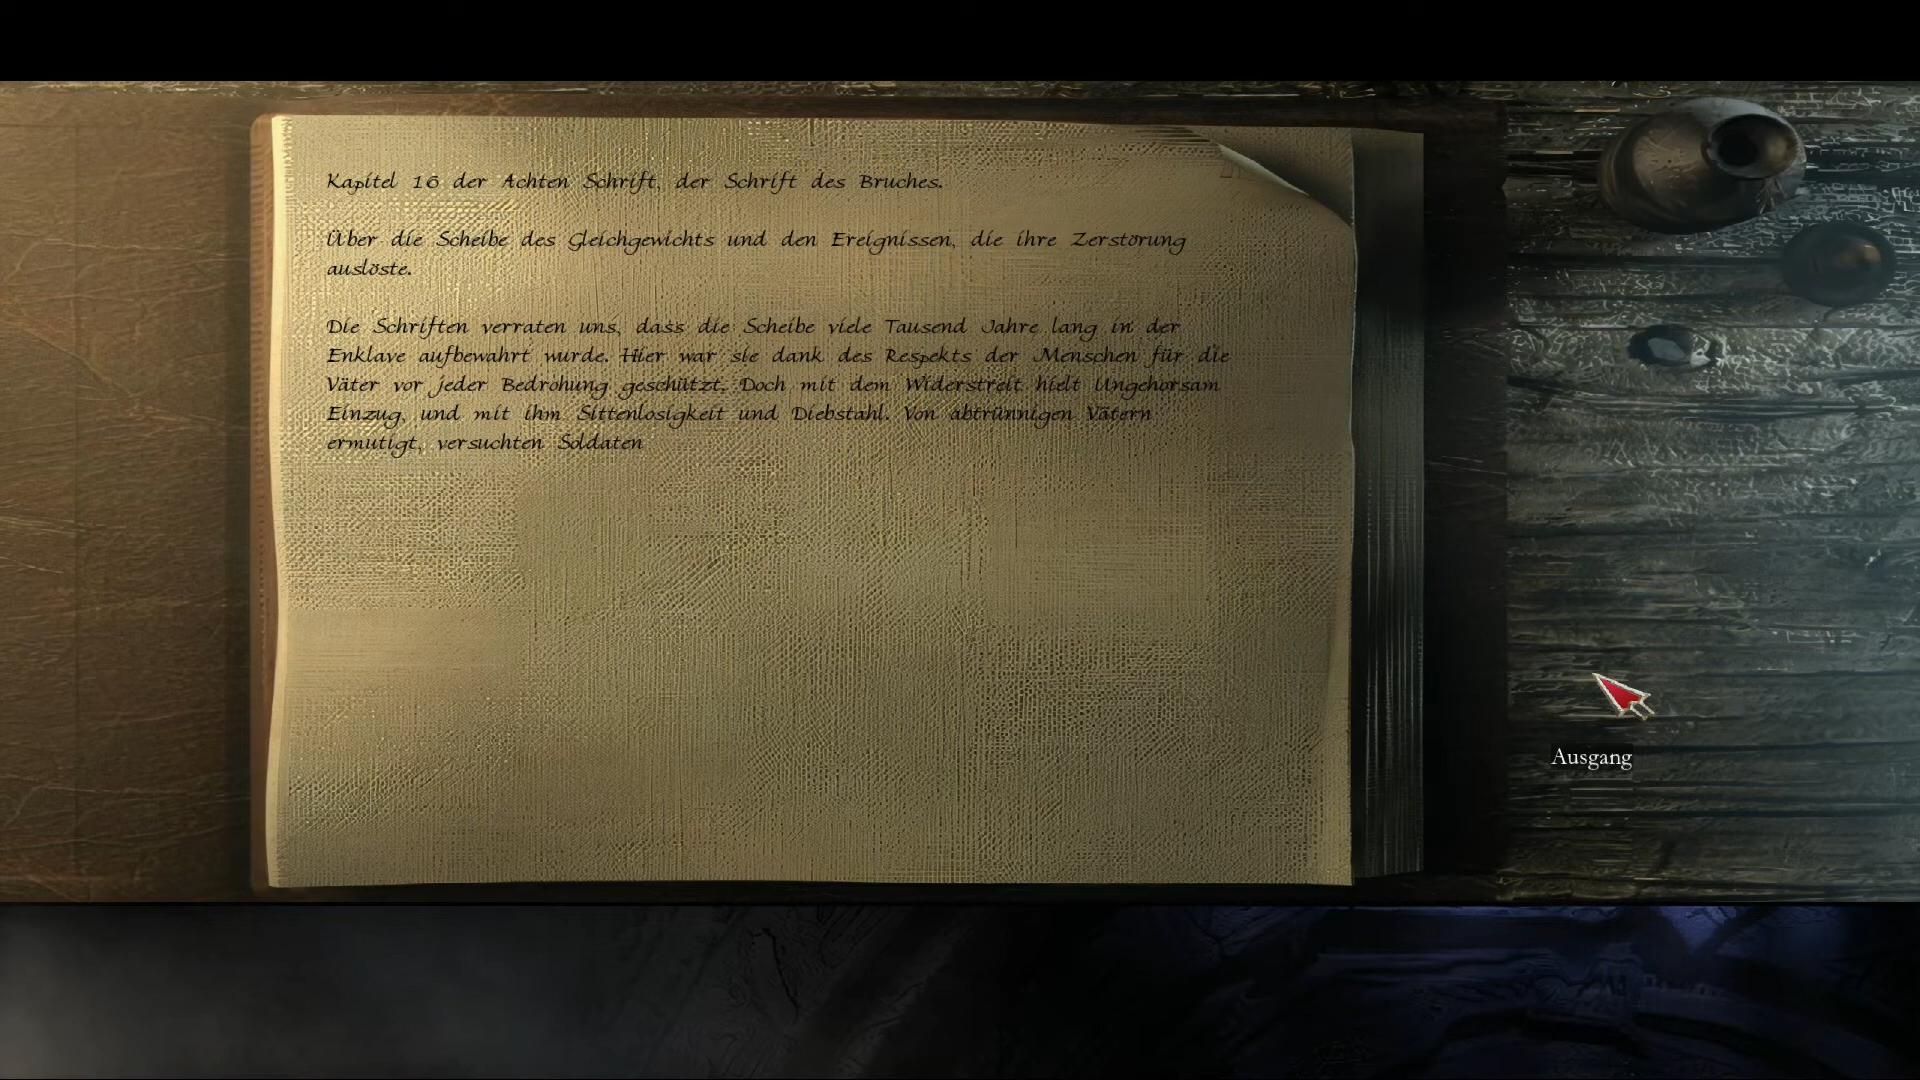 Kapitel 16 der Achten Schrift, der Schrift des Bruches.
Über die Scheibe des Gleichgewichts und den Ereignissen, die ihre Zerstörung
auslöste.
Die Schriften verraten uns, dass die Scheibe viele Tausend Jahre lang in der
Enklave aufbewahrt wurde. Hier war sie dank des Respekts der Menschen für die
Väter vor jeder Bedrohung geschützt. Doch mit dem Widerstreit hielt Ungehorsam
Einzug, und mit ihm Sittenlosigkeit und Diebstahl. Von abtrünnigen Vätern
ermutigt, versuchten Soldaten
Ausgang